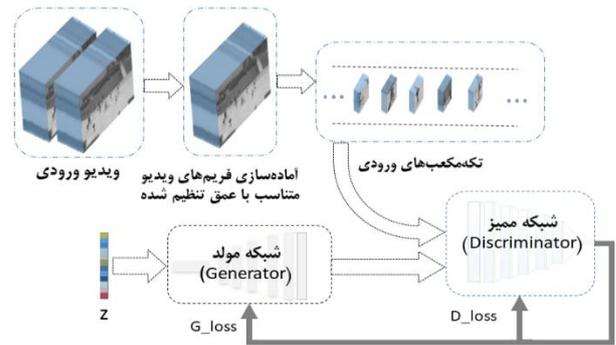 ویدیو ورودی
آماده‌سازی فریم‌های ویدیو
متناسب با عمق تنظیم شده
تکه‌مکعب‌های ورودی
شبکه ممیز
(Discriminator)
شبکه مولد
(Generator)
Z
G_loss
D_loss